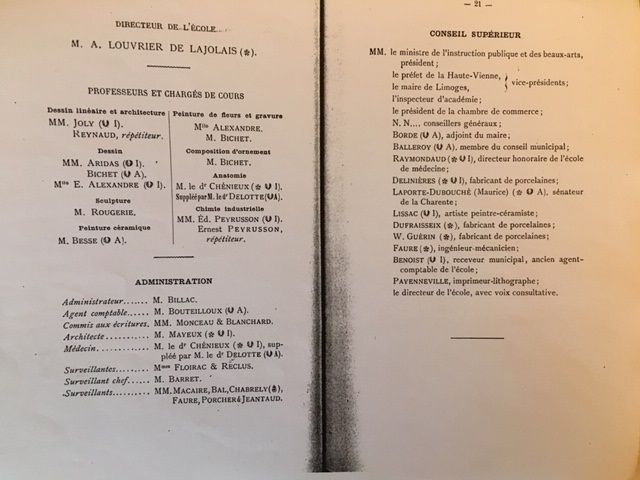 DIRECTEUR DE L'ÉCOLE
M. A. LOUVRIER DE LAJOLAIS (❄).
PROFESSEURS ET CHARGÉS DE COURS
Dessin linéaire et architecture
MM. JOLY (U I).
REYNAUD, répétiteur.
Dessin
MM. ARIDAS (U I).
BICHET (U A).
Mlle E. ALEXANDRE (U I).
Sculpture
M. ROUGERIE.
Peinture céramique
M. BESSE (U A).
Peinture de fleurs et gravure
Mlle ALEXANDRE.
M. BICHET.
Composition d'ornement
M. BICHET.
Anatomie
M. le dr CHÉNIEUX (❄ U I).
Suppléé par M. le dr DELOTTE (U A).
Chimie industrielle
MM. Éd. PEYRUSSON (U I).
Ernest PEYRUSSON,
répétiteur.
ADMINISTRATION
Administrateur....... M. BILLAC.
Agent comptable...... M. BOUTEILLOUX (U A).
Commis aux écritures. MM. MONCEAU & BLANCHARD.
Architecte........... M. MAYEUX (❄ U I).
Médecin.............. M. le dr CHÉNIEUX (❄ U I), sup-
pléé par M. le dr DELOTTE (U A).
Surveillantes........ Mmes FLOIRAC & RECLUS.
Surveillant chef..... M. BARRET.
Surveillants......... MM. MACAIRE, BAL, CHABRELY (❄),
FAURE, PORCHER & JEANTAUD.
— 21 —
CONSEIL SUPÉRIEUR
MM. le ministre de l'instruction publique et des beaux-arts,
président;
le préfet de la Haute-Vienne, } vice-présidents;
le maire de Limoges,
l'inspecteur d'académie;
le président de la chambre de commerce;
N. N..., conseillers généraux;
BORDE (U A), adjoint du maire;
BALLEROY (U A), membre du conseil municipal;
RAYMONDAUD (❄ U I), directeur honoraire de l'école
de médecine;
DELINIÈRES (❄ U I), fabricant de porcelaines;
LAPORTE-DUBOUCHÉ (Maurice) (❄ U A), sénateur
de la Charente;
LISSAC (U I), artiste peintre-céramiste;
DUFRAISSEIX (❄), fabricant de porcelaines;
W. GUÉRIN (❄), fabricant de porcelaines;
FAURE (❄), ingénieur-mécanicien;
BENOIST (U I), receveur municipal, ancien agent-
comptable de l'école;
PAVENNEVILLE, imprimeur-lithographe;
le directeur de l'école, avec voix consultative.